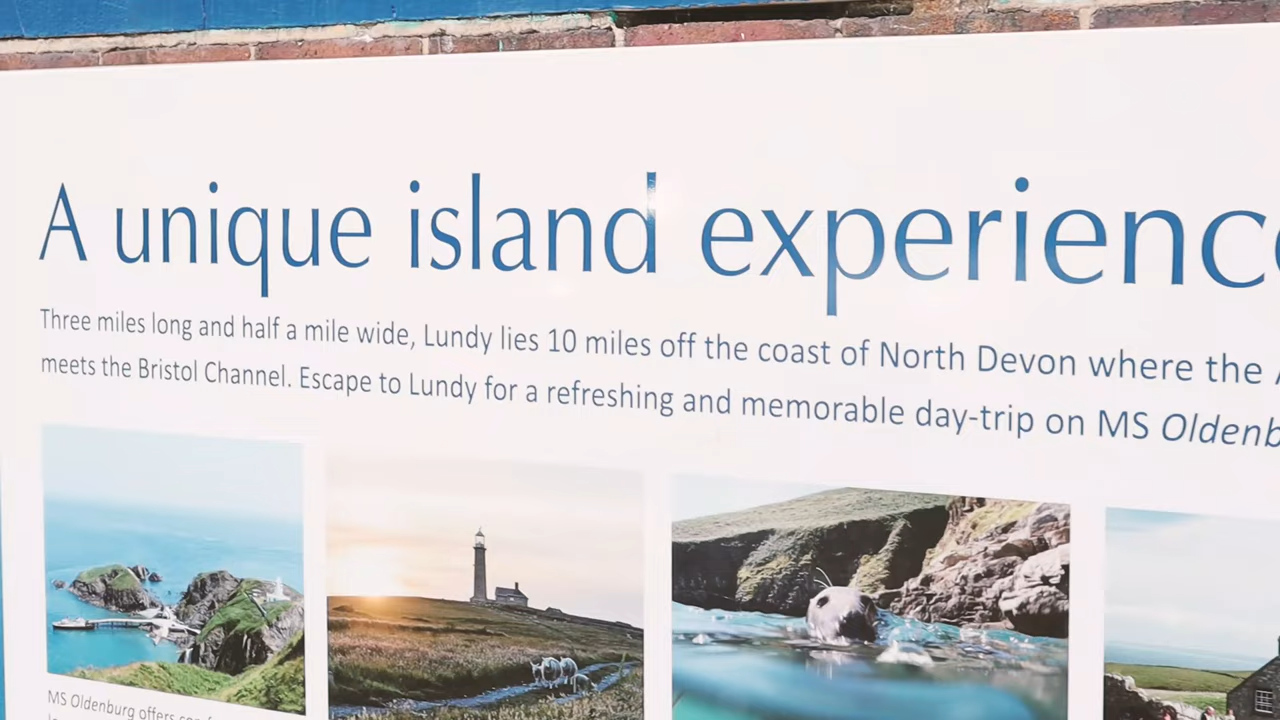 A unique island experience
Three miles long and half a mile wide, Lundy lies 10 miles off the coast of North Devon where the
meets the Bristol Channel. Escape to Lundy for a refreshing and memorable day-trip on MS Oldenb
MS Oldenburg offers